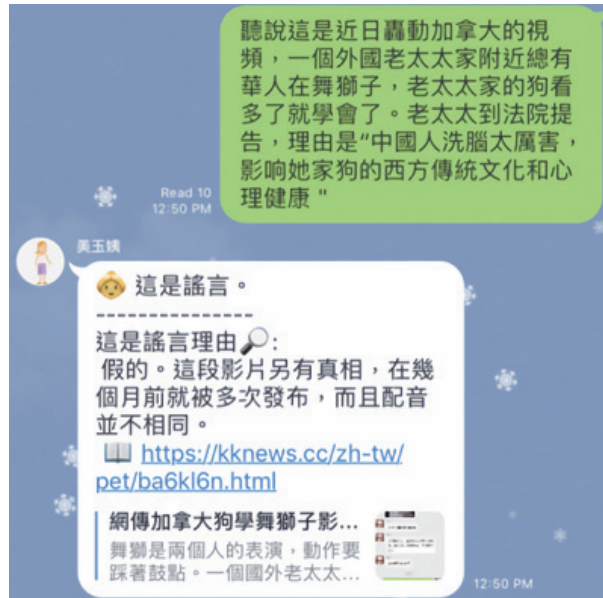 聽說這是近日轟動加拿大的視
頻，一個外國老太太家附近總有
華人在舞獅子，老太太家的狗看
多了就學會了。老太太到法院提
告，理由是“中國人洗腦太厲害，
影响她家狗的西方傳統文化和心
理健康 "
Read 10
12:50 PM
美玉姨
這是謠言。
---------------
這是謠言理由🔎:
假的。這段影片另有真相，在幾
個月前就被多次發布，而且配音
並不相同。
https://kknews.cc/zh-tw/
pet/ba6kl6n.html
網傳加拿大狗學舞獅子影...
舞獅是兩個人的表演，動作要
踩著鼓點。一個國外老太太...
12:50 PM